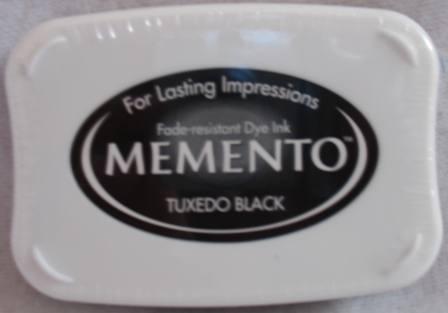 For Lasting Impressions
Fade-resistant Dye Ink
MEMENTO™
TUXEDO BLACK